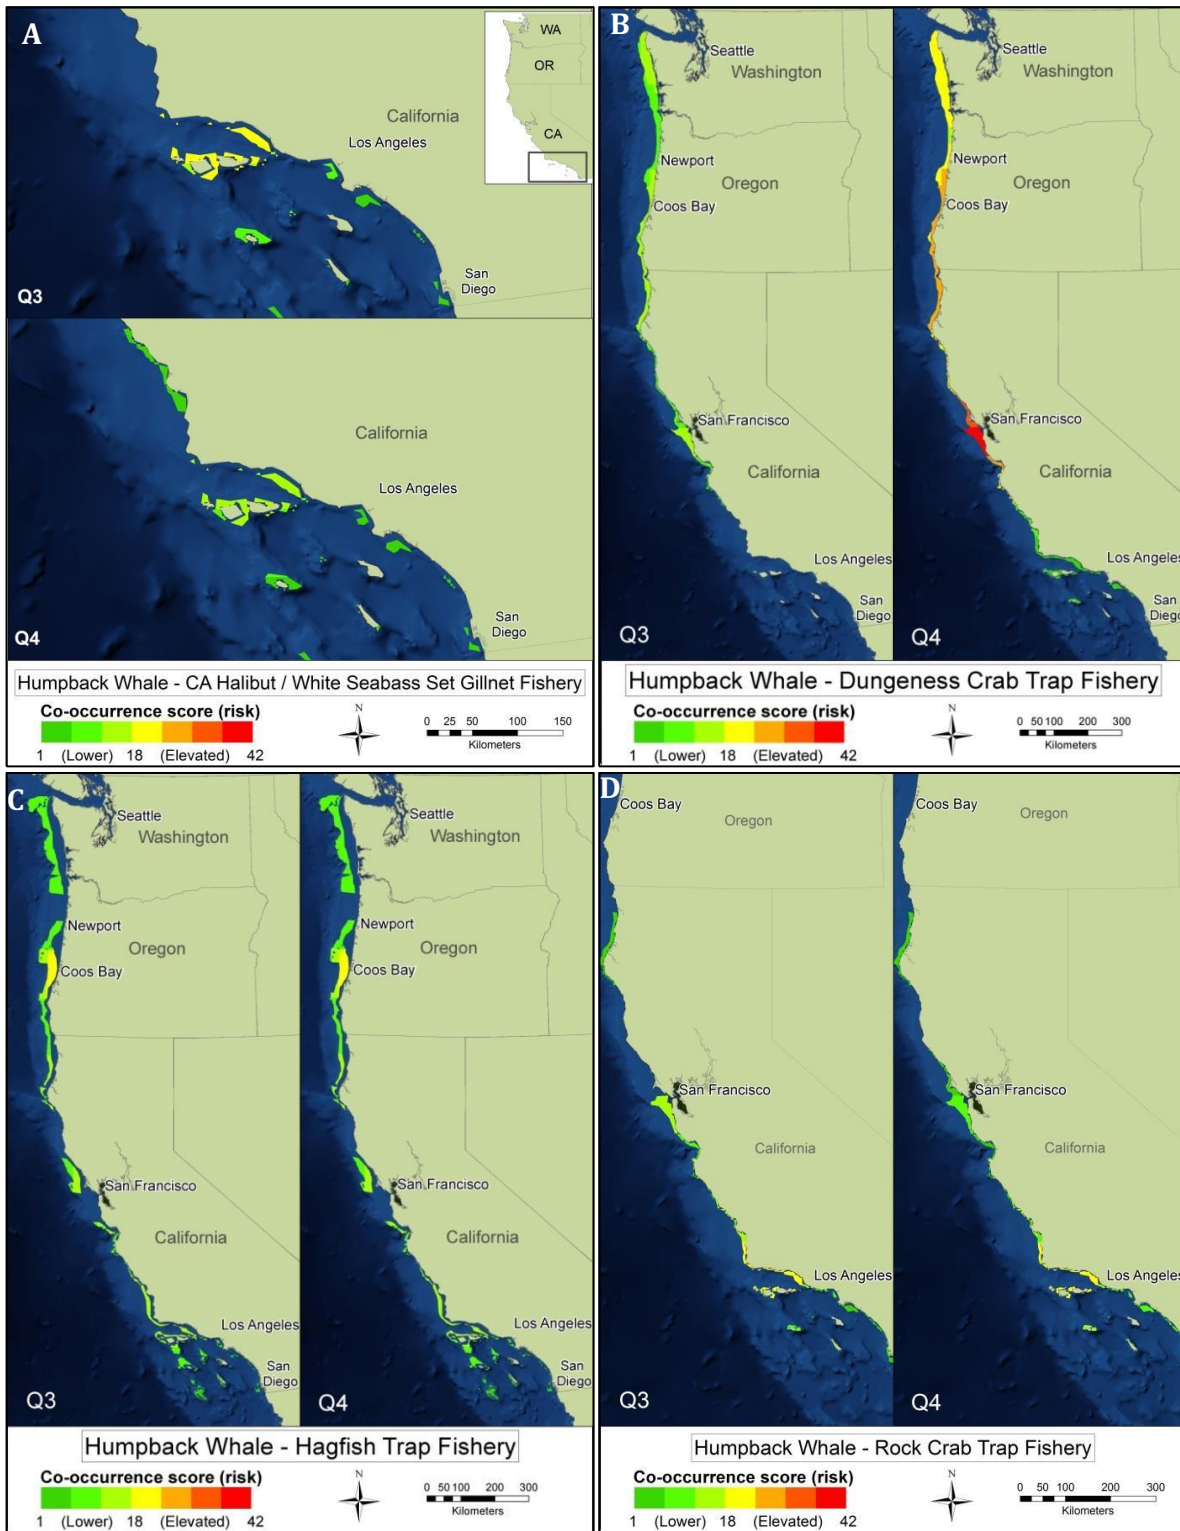 A
WA
OR
CA
California
Los Angeles
San
Diego
Q3
California
Los Angeles
San
Diego
Q4
Humpback Whale - CA Halibut / White Seabass Set Gillnet Fishery
Co-occurrence score (risk)
1 (Lower) 18 (Elevated) 42
N
0 25 50 100 150
Kilometers
B
Seattle
Washington
Newport
Oregon
Coos Bay
San Francisco
California
Los Angeles
San
Diego
Q3
Seattle
Washington
Newport
Oregon
Coos Bay
San Francisco
California
Los Angeles
San
Diego
Q4
Humpback Whale - Dungeness Crab Trap Fishery
Co-occurrence score (risk)
1 (Lower) 18 (Elevated) 42
N
0 50 100 200 300
Kilometers
C
Seattle
Washington
Newport
Oregon
Coos Bay
San Francisco
California
Los Angeles
San
Diego
Q3
Seattle
Washington
Newport
Oregon
Coos Bay
San Francisco
California
Los Angeles
San
Diego
Q4
Humpback Whale - Hagfish Trap Fishery
Co-occurrence score (risk)
1 (Lower) 18 (Elevated) 42
N
0 50 100 200 300
Kilometers
D
Coos Bay
Oregon
San Francisco
California
Los Angeles
Q3
Coos Bay
Oregon
San Francisco
California
Los Angeles
Q4
Humpback Whale - Rock Crab Trap Fishery
Co-occurrence score (risk)
1 (Lower) 18 (Elevated) 42
N
0 50 100 200 300
Kilometers